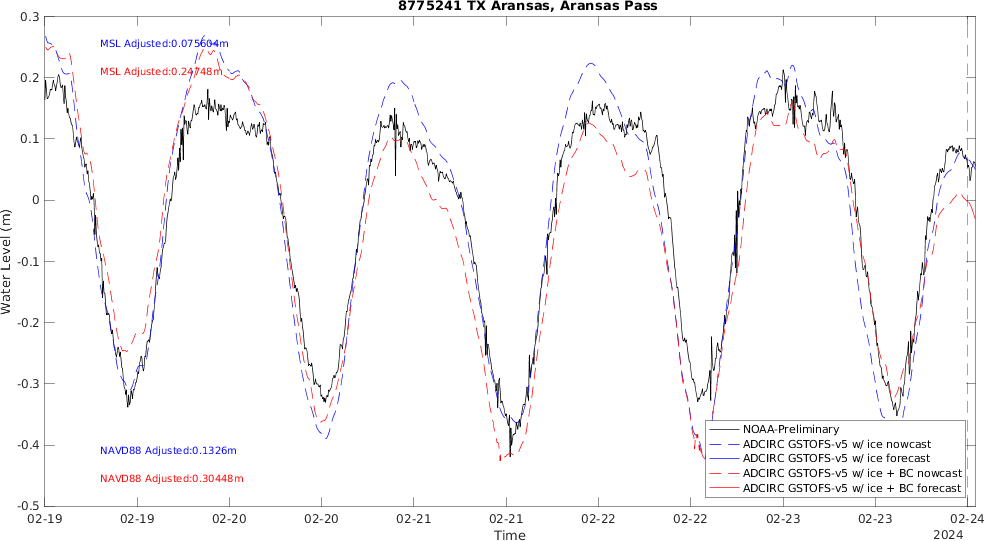 8775241 TX Aransas, Aransas Pass
0.3
0.2
0.1
0
-0.1
-0.2
-0.3
-0.4
-0.5
Water Level (m)
MSL Adjusted:0.075604m
MSL Adjusted:0.24748m
NAVD88 Adjusted:0.1326m
NAVD88 Adjusted:0.30448m
NOAA-Preliminary
ADCIRC GSTOFS-v5 w/ ice nowcast
ADCIRC GSTOFS-v5 w/ ice forecast
ADCIRC GSTOFS-v5 w/ ice + BC nowcast
ADCIRC GSTOFS-v5 w/ ice + BC forecast
02-19 02-19 02-20 02-20 02-21 02-21 02-22 02-22 02-23 02-23 02-24
Time
2024